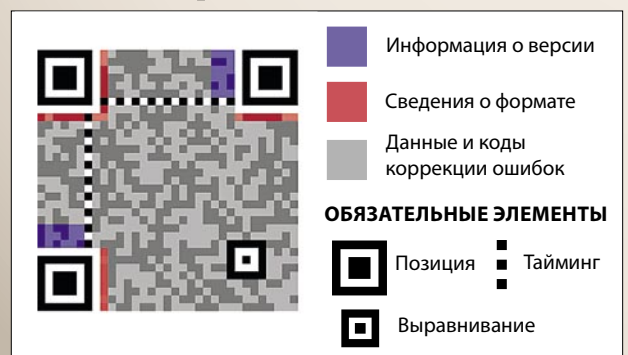 Информация о версии
Сведения о формате
Данные и коды
коррекции ошибок
ОБЯЗАТЕЛЬНЫЕ ЭЛЕМЕНТЫ
Позиция
Тайминг
Выравнивание